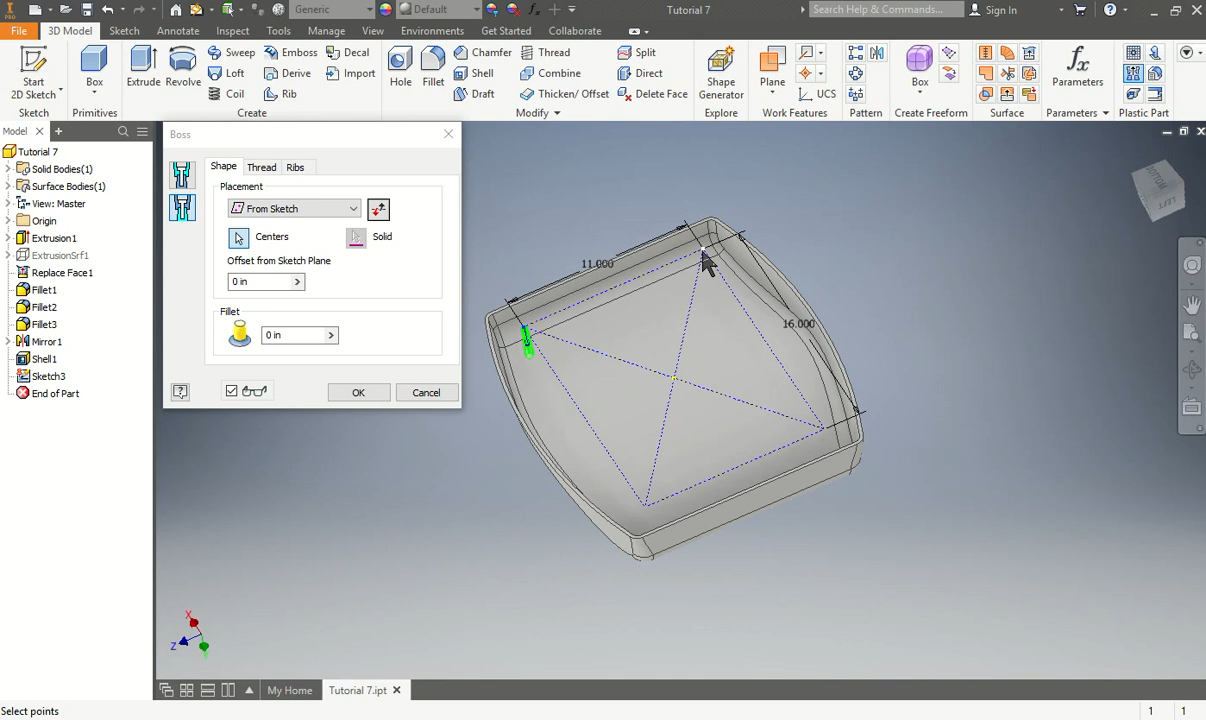 PRO
Generic
Default
Tutorial 7
Search Help & Commands...
Sign In
File
3D Model
Sketch
Annotate
Inspect
Tools
Manage
View
Environments
Get Started
Collaborate
Start
2D Sketch
Sketch
Box
Primitives
Extrude
Revolve
Sweep
Emboss
Decal
Loft
Derive
Import
Coil
Rib
Create
Hole
Fillet
Chamfer
Thread
Split
Shell
Combine
Direct
Draft
Thicken/ Offset
Delete Face
Modify
Shape
Generator
Explore
Plane
UCS
Work Features
Pattern
Box
Create Freeform
Surface
fx
Parameters
Parameters
Plastic Part
Model
Tutorial 7
Solid Bodies(1)
Surface Bodies(1)
View: Master
Origin
Extrusion1
ExtrusionSrf1
Replace Face1
Fillet1
Fillet2
Fillet3
Mirror1
Shell1
Sketch3
End of Part
Boss
Shape
Thread
Ribs
Placement
From Sketch
Centers
Solid
Offset from Sketch Plane
0 in
Fillet
0 in
OK
Cancel
11.000
16.000
BOTTOM
X
Z
Y
My Home
Tutorial 7.ipt
Select points
1
1